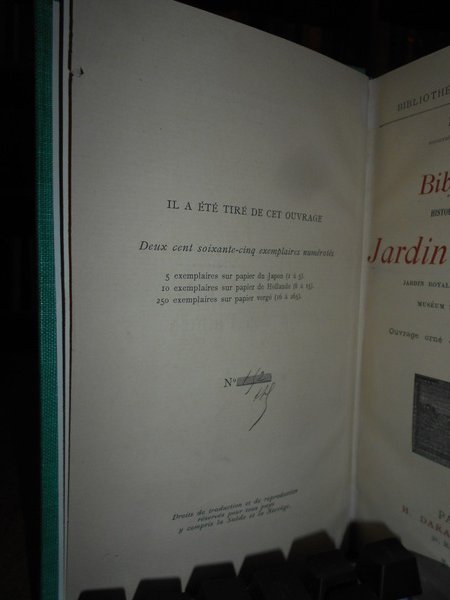 IL A ÉTÉ TIRÉ DE CET OUVRAGE
Deux cent soixante-cinq exemplaires numérotés
5 exemplaires sur papier du Japon (1 à 5).
10 exemplaires sur papier de Hollande (6 à 15).
250 exemplaires sur papier vergé (16 à 265).
No
Droits de traduction et de reproduction
réservés pour tous pays
y compris la Suède et la Norvège.
BIBLIOTHÈ
Bib
HISTOR
Jardin
JARDIN ROYAL
MUSÉUM
Ouvrage orné
PA
H. DARA